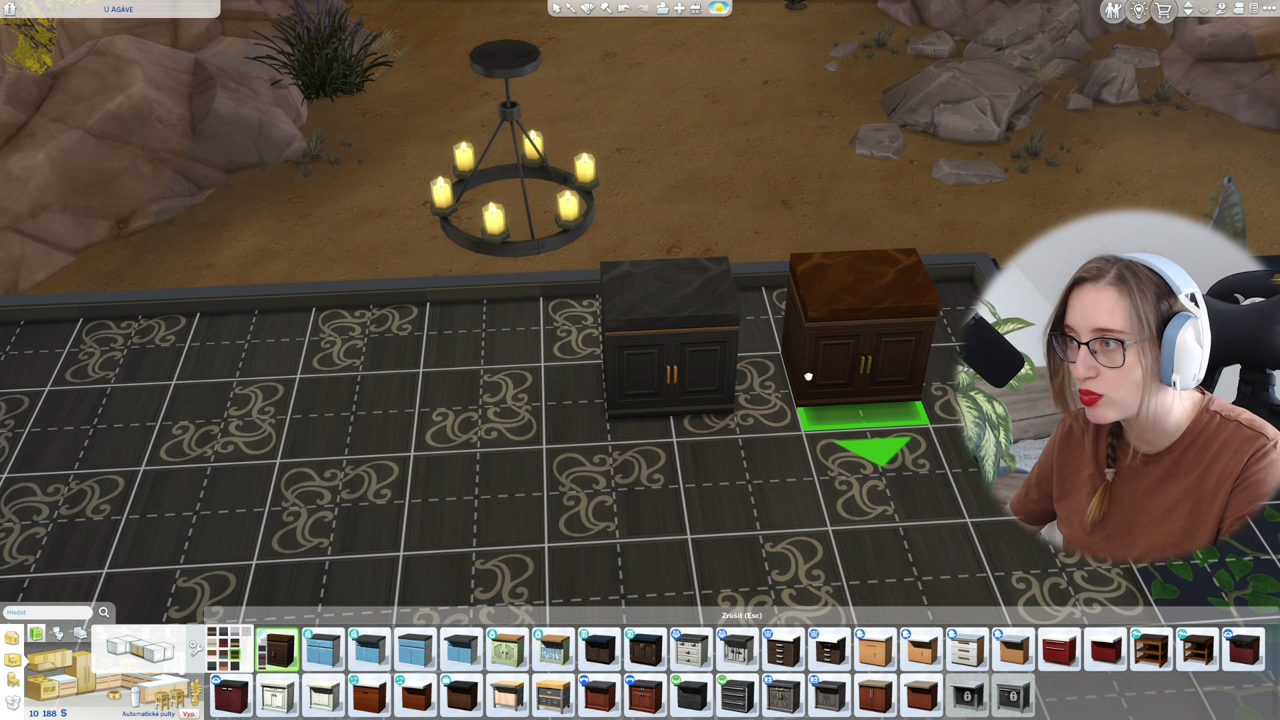 U AGÁVE
Zrušit (Esc)
Hledat
10 188 $
Automatické pulty
Vyp.